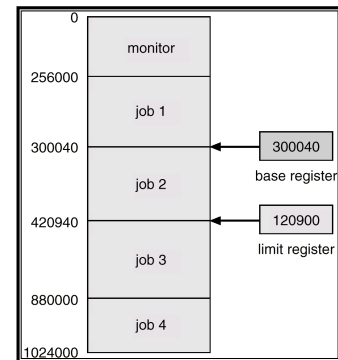 0
monitor
256000
job 1
300040
300040
base register
job 2
420940
120900
limit register
job 3
880000
job 4
1024000